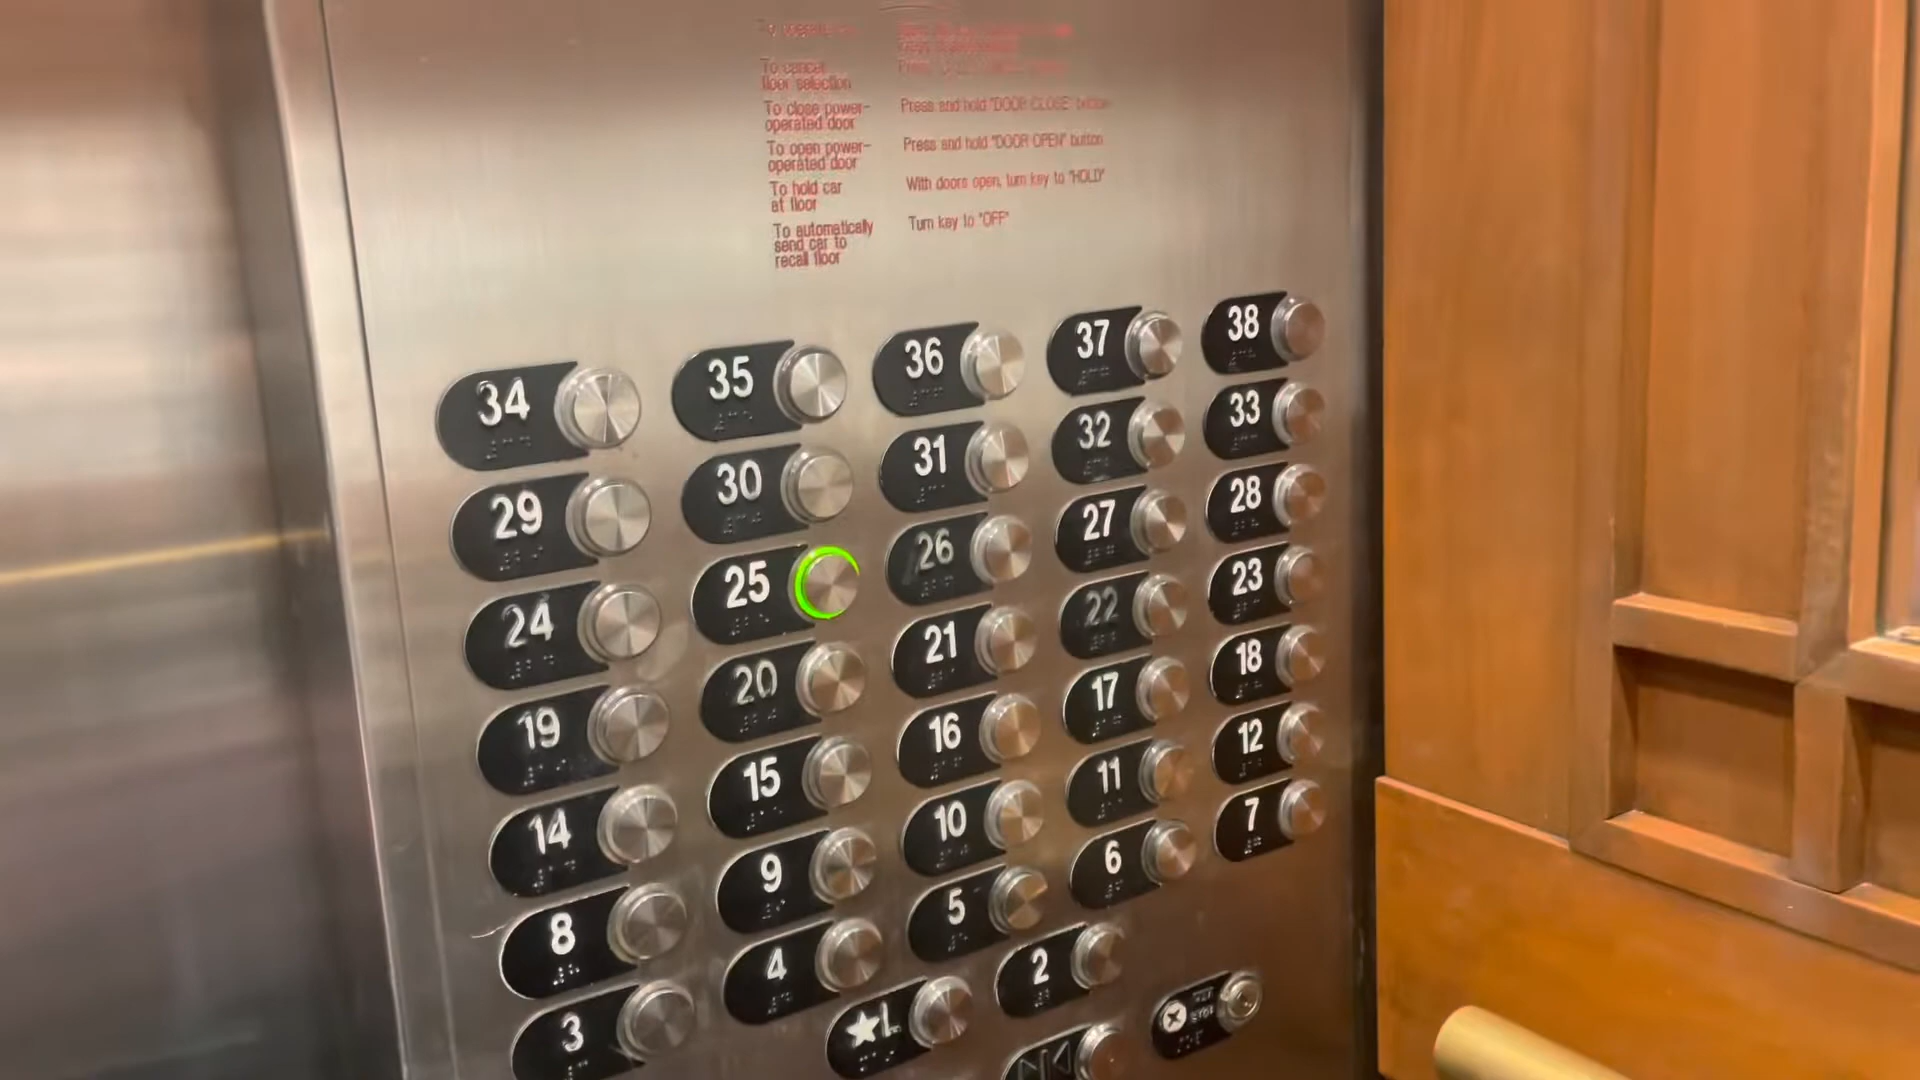 To operate
To cancel
floor selection
To close power-
operated door
Press and hold "DOOR CLOSE" button
To open power-
operated door
Press and hold "DOOR OPEN" button
To hold car
at floor
With doors open, turn key to "HOLD"
To automatically
send car to
recall floor
Turn key to "OFF"
34 35 36 37 38
29 30 31 32 33
24 25 26 27 28
19 20 21 22 23
14 15 16 17 18
8 9 10 11 12
3 4 5 6 7
★L 2
STOP